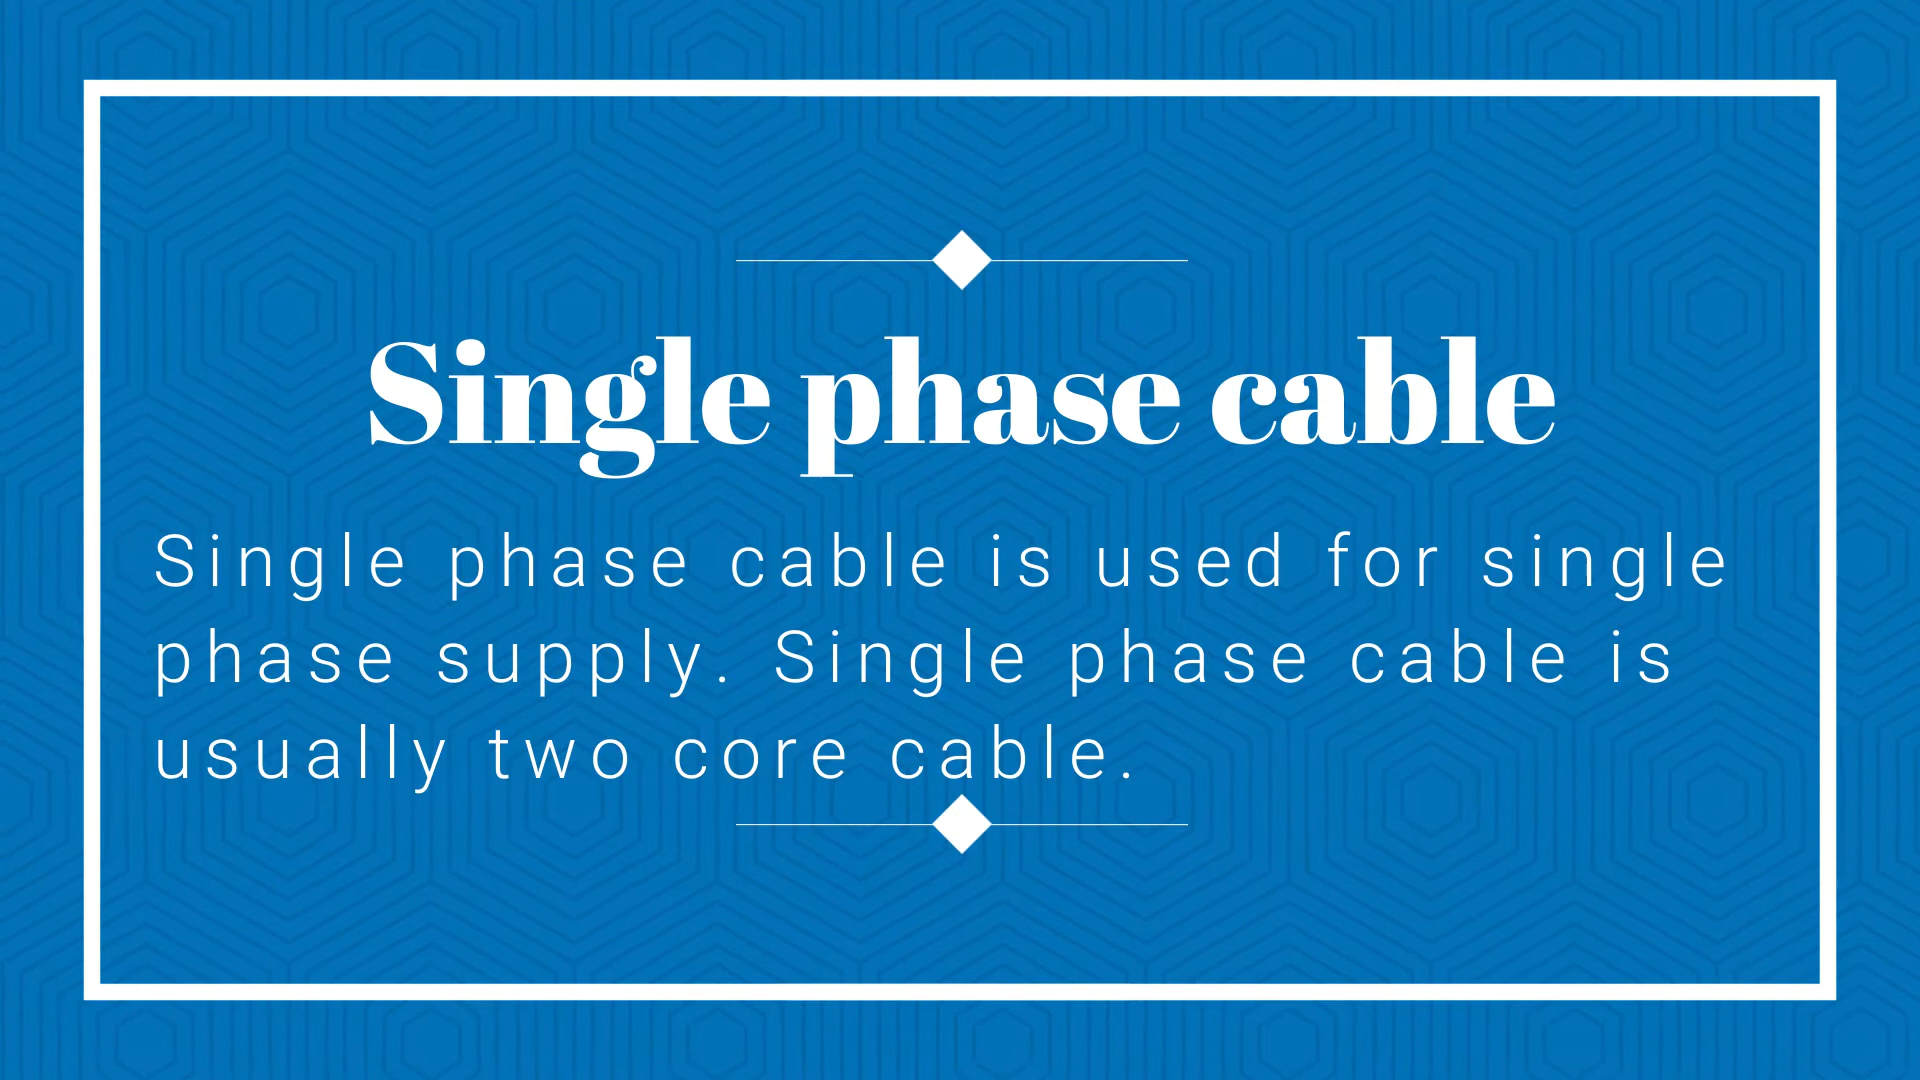 Single phase cable
Single phase cable is used for single
phase supply. Single phase cable is
usually two core cable.